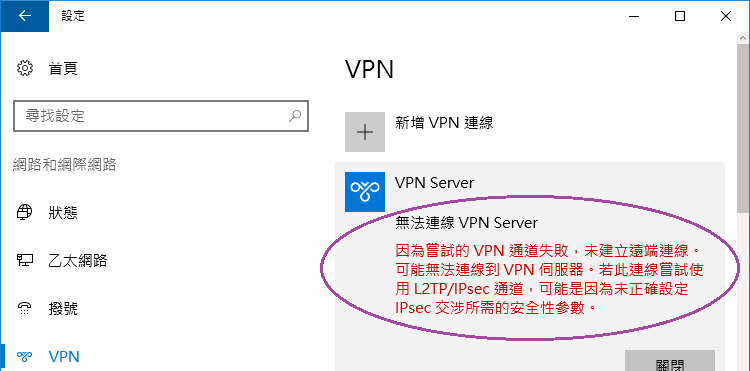 設定
首頁
尋找設定
網路和網際網路
狀態
乙太網路
撥號
VPN
VPN
新增 VPN 連線
VPN Server
無法連線 VPN Server
因為嘗試的 VPN 通道失敗，未建立遠端連線。
可能無法連線到 VPN 伺服器。若此連線嘗試使
用 L2TP/IPsec 通道，可能是因為未正確設定
IPsec 交涉所需的安全性參數。
關閉